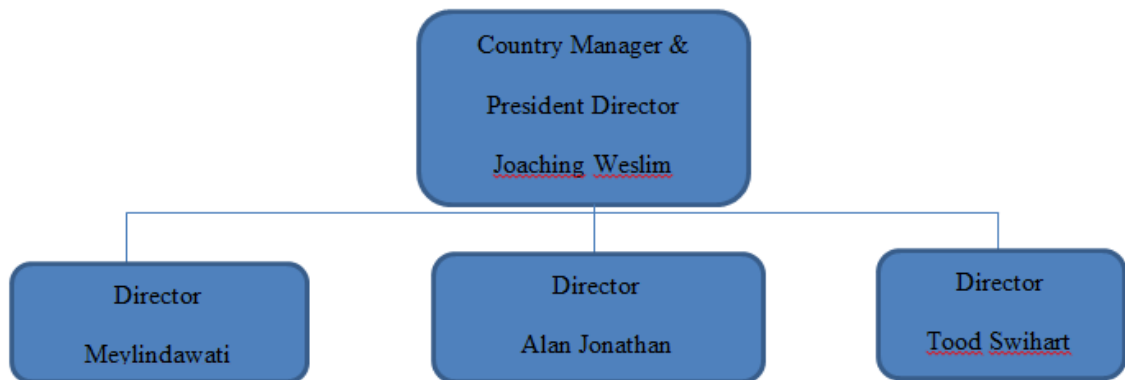 Country Manager &
President Director
Joaching Weslim
Director
Meylindawati
Director
Alan Jonathan
Director
Tood Swihart